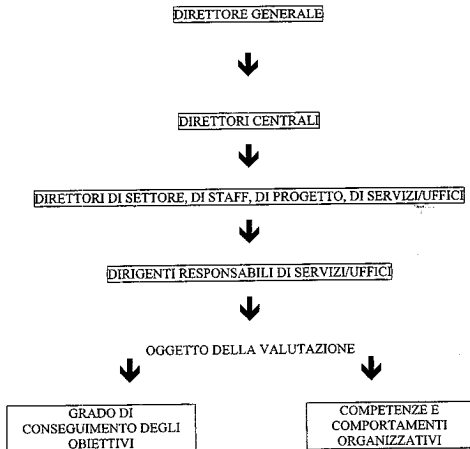 DIRETTORE GENERALE
DIRETTORI CENTRALI
DIRETTORI DI SETTORE, DI STAFF, DI PROGETTO, DI SERVIZI/UFFICI
DIRIGENTI RESPONSABILI DI SERVIZI/UFFICI
OGGETTO DELLA VALUTAZIONE
GRADO DI
CONSEGUIMENTO DEGLI
OBIETTIVI
COMPETENZE E
COMPORTAMENTI
ORGANIZZATIVI